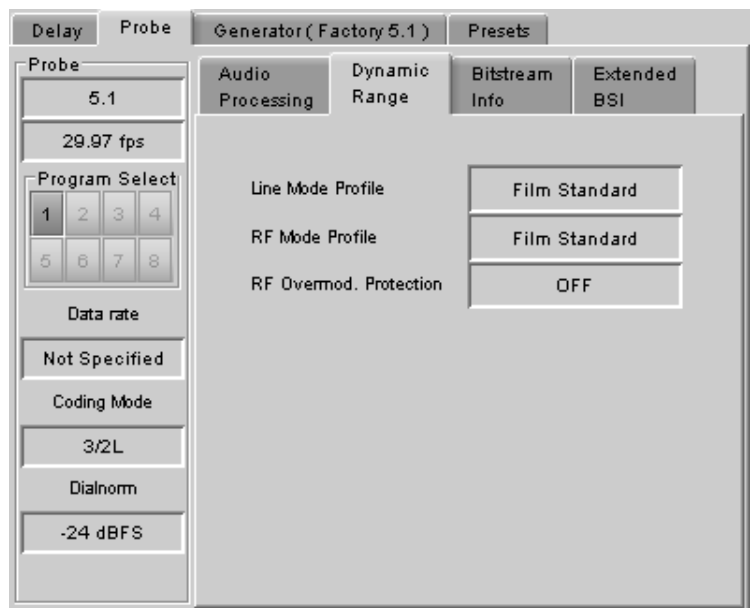 Delay Probe Generator ( Factory 5.1 ) Presets
Probe
5.1
29.97 fps
Program Select
1 2 3 4
5 6 7 8
Data rate
Not Specified
Coding Mode
3/2L
Dialnorm
-24 dBFS
Audio Processing
Dynamic Range
Bitstream Info
Extended BSI
Line Mode Profile Film Standard
RF Mode Profile Film Standard
RF Overmod. Protection OFF